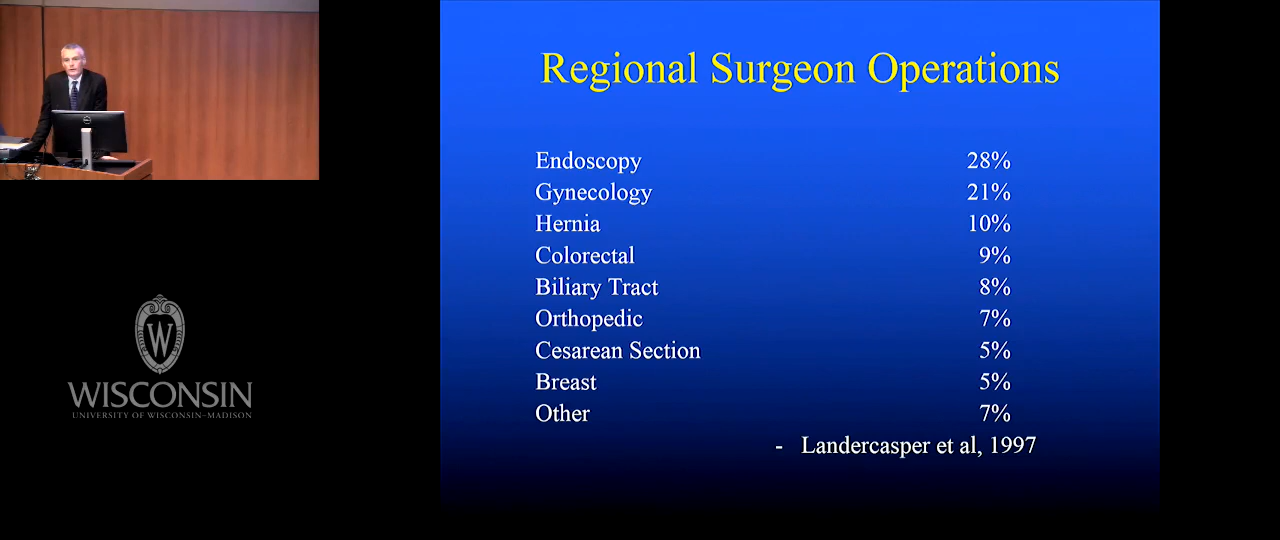 Regional Surgeon Operations
Endoscopy 28%
Gynecology 21%
Hernia 10%
Colorectal 9%
Biliary Tract 8%
Orthopedic 7%
Cesarean Section 5%
Breast 5%
Other 7%
- Landercasper et al, 1997
W
WISCONSIN
UNIVERSITY OF WISCONSIN–MADISON